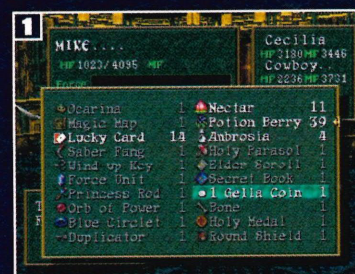 1
MIKE....
HP 1023/4095 MP
FORCE
Cecilia
HP 3180 MP 3446
Cowboy..
HP 2236 MP 3731
Ocarina 1
Magic Map 1
Lucky Card 14
Saber Fang 1
Wind up Key 1
Force Unit 1
Princess Rod 1
Orb of Power 1
Blue Circlet 1
Duplicator 1
Nectar 11
Potion Berry 39
Ambrosia 4
Holy Parasol 1
Elder Scroll 1
Secret Book 1
1 Gella Coin 1
Bone 1
Holy Medal 1
Round Shield 1